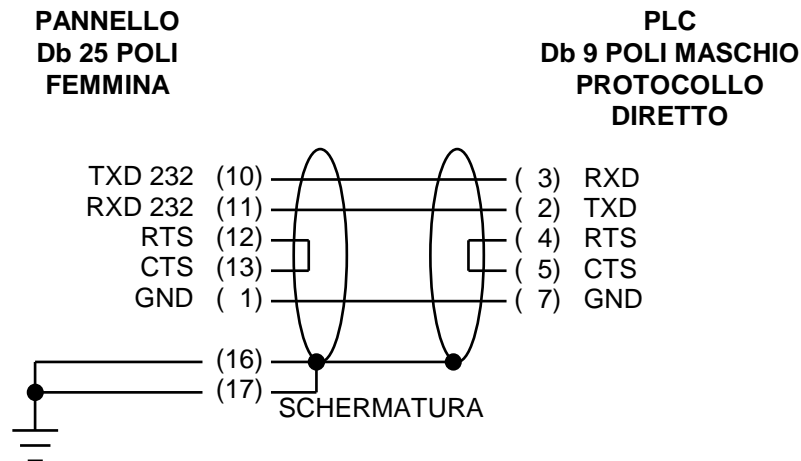 PANNELLO
Db 25 POLI
FEMMINA
PLC
Db 9 POLI MASCHIO
PROTOCOLLO
DIRETTO
TXD 232 (10) ( 3) RXD
RXD 232 (11) ( 2) TXD
RTS (12) ( 4) RTS
CTS (13) ( 5) CTS
GND ( 1) ( 7) GND
(16)
(17)
SCHERMATURA